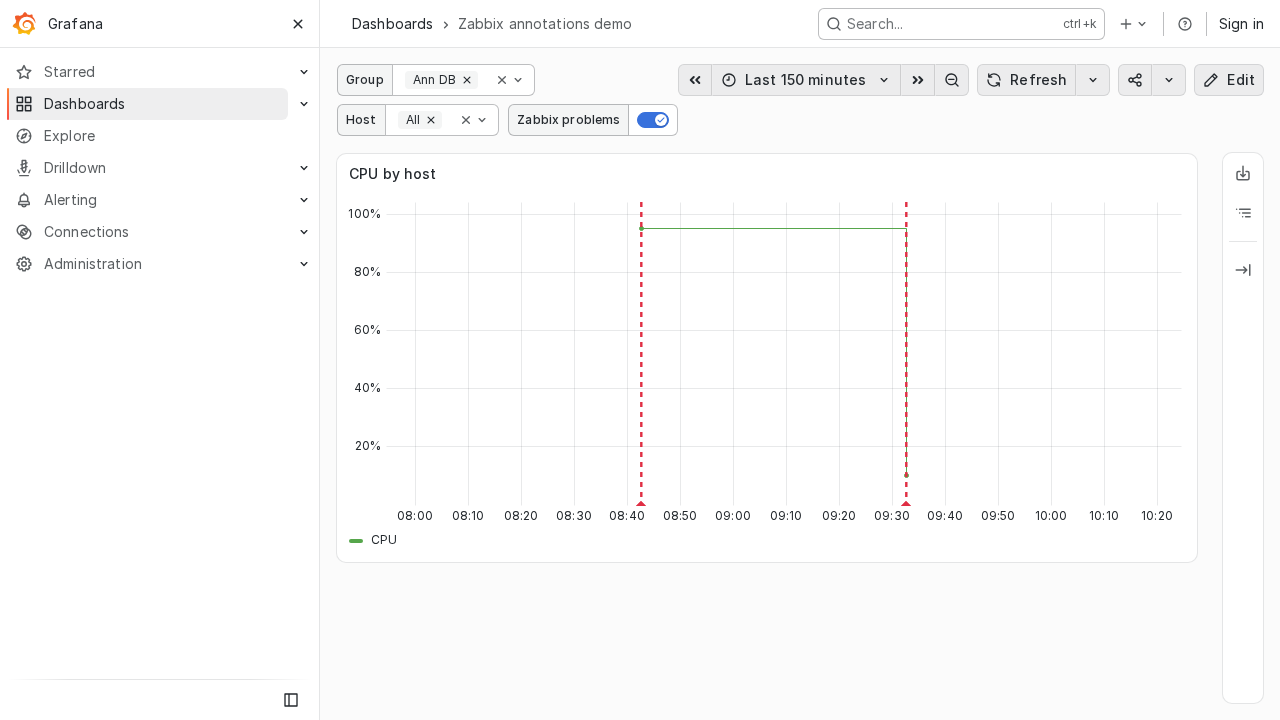 Grafana
Dashboards
Zabbix annotations demo
Search...
ctrl+k
Sign in
Starred
Dashboards
Explore
Drilldown
Alerting
Connections
Administration
Group
Ann DB
Last 150 minutes
Refresh
Edit
Host
All
Zabbix problems
CPU by host
100%
80%
60%
40%
20%
08:00 08:10 08:20 08:30 08:40 08:50 09:00 09:10 09:20 09:30 09:40 09:50 10:00 10:10 10:20
CPU